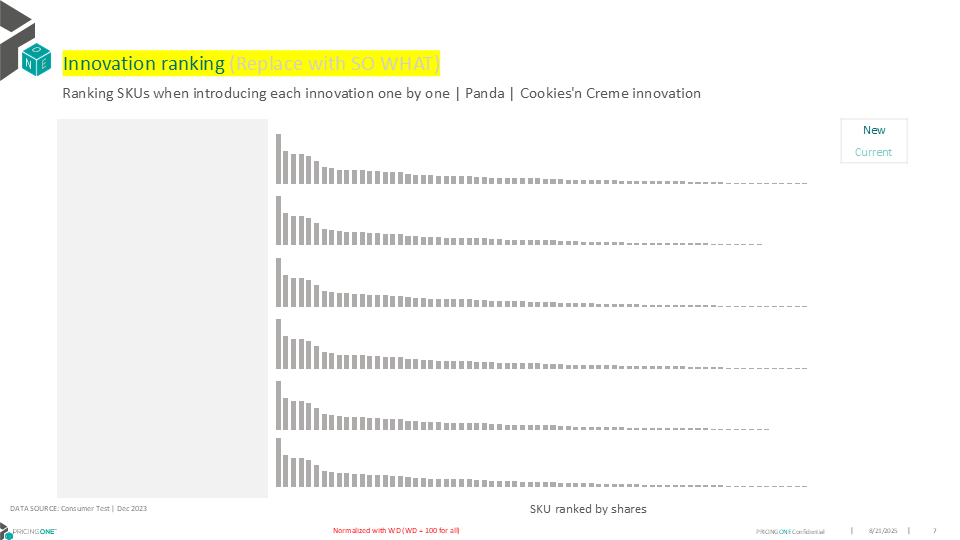 Innovation ranking (Replace with SO WHAT)
Ranking SKUs when introducing each innovation one by one | Panda | Cookies'n Creme innovation
New
Current
SKU ranked by shares
DATA SOURCE: Consumer Test | Dec 2023
Normalized with WD (WD = 100 for all)
PRICINGONE
PRICINGONE Confidential | 8/21/2025 | 7
O
N E